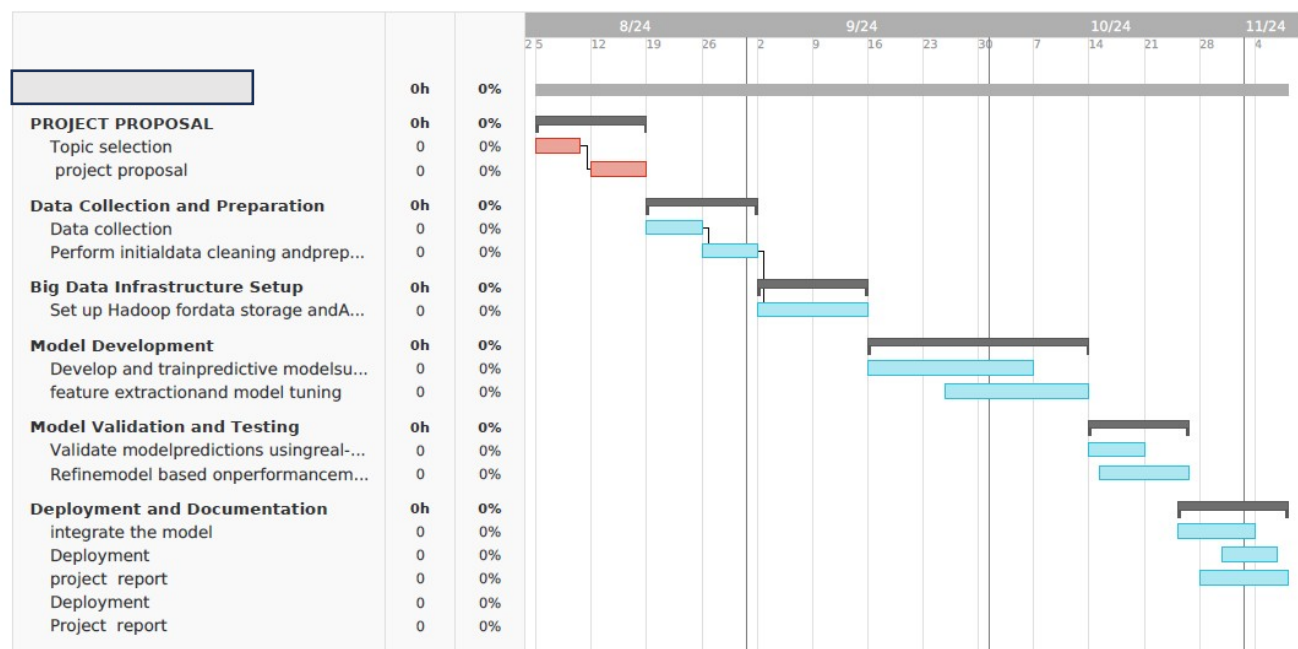 8/24 9/24 10/24 11/24
2 5 12 19 26 2 9 16 23 30 7 14 21 28 4
0h 0%
PROJECT PROPOSAL 0h 0%
Topic selection 0 0%
project proposal 0 0%
Data Collection and Preparation 0h 0%
Data collection 0 0%
Perform initialdata cleaning andprep... 0 0%
Big Data Infrastructure Setup 0h 0%
Set up Hadoop fordata storage andA... 0 0%
Model Development 0h 0%
Develop and trainpredictive modelsu... 0 0%
feature extractionand model tuning 0 0%
Model Validation and Testing 0h 0%
Validate modelpredictions usingreal-... 0 0%
Refinemodel based onperformancem... 0 0%
Deployment and Documentation 0h 0%
integrate the model 0 0%
Deployment 0 0%
project report 0 0%
Deployment 0 0%
Project report 0 0%